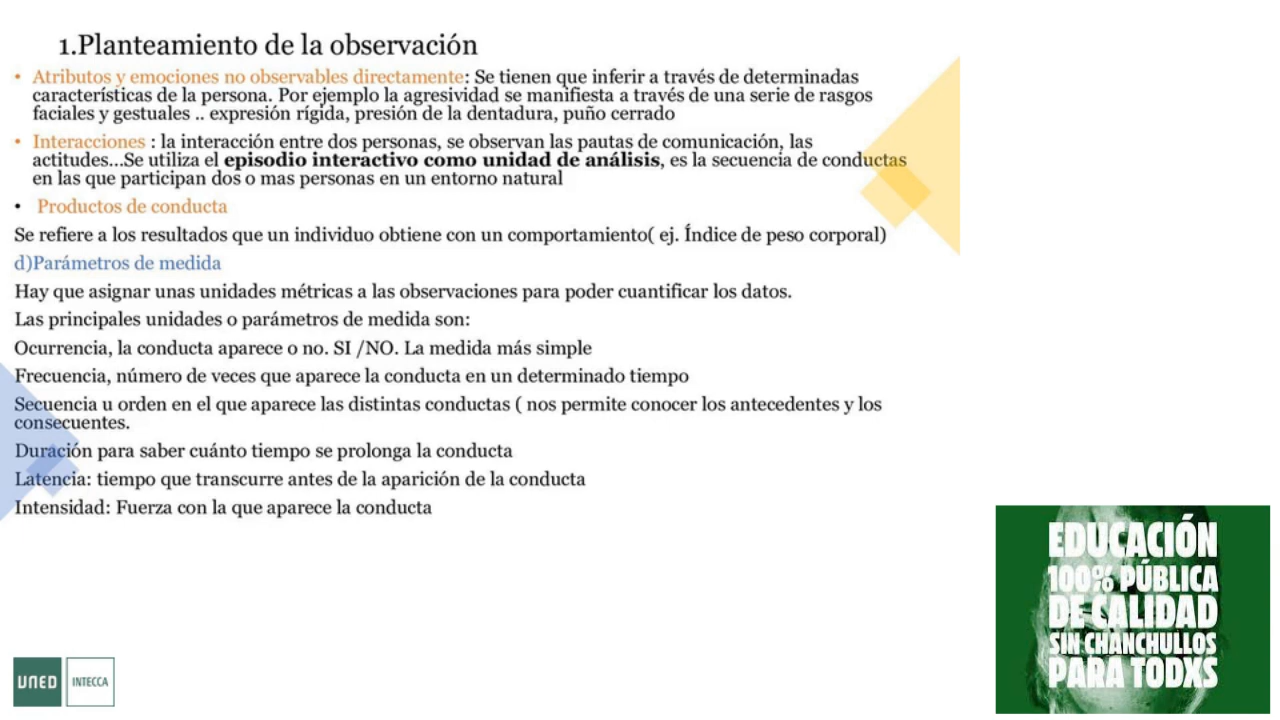 1.Planteamiento de la observación
• Atributos y emociones no observables directamente: Se tienen que inferir a través de determinadas
características de la persona. Por ejemplo la agresividad se manifiesta a través de una serie de rasgos
faciales y gestuales .. expresión rígida, presión de la dentadura, puño cerrado
• Interacciones : la interacción entre dos personas, se observan las pautas de comunicación, las
actitudes...Se utiliza el episodio interactivo como unidad de análisis, es la secuencia de conductas
en las que participan dos o mas personas en un entorno natural
• Productos de conducta
Se refiere a los resultados que un individuo obtiene con un comportamiento( ej. Índice de peso corporal)
d)Parámetros de medida
Hay que asignar unas unidades métricas a las observaciones para poder cuantificar los datos.
Las principales unidades o parámetros de medida son:
Ocurrencia, la conducta aparece o no. SI /NO. La medida más simple
Frecuencia, número de veces que aparece la conducta en un determinado tiempo
Secuencia u orden en el que aparece las distintas conductas ( nos permite conocer los antecedentes y los
consecuentes.
Duración para saber cuánto tiempo se prolonga la conducta
Latencia: tiempo que transcurre antes de la aparición de la conducta
Intensidad: Fuerza con la que aparece la conducta
EDUCACIÓN
100% PÚBLICA
DE CALIDAD
SIN CHANCHULLOS
PARA TODXS
UNED INTECCA